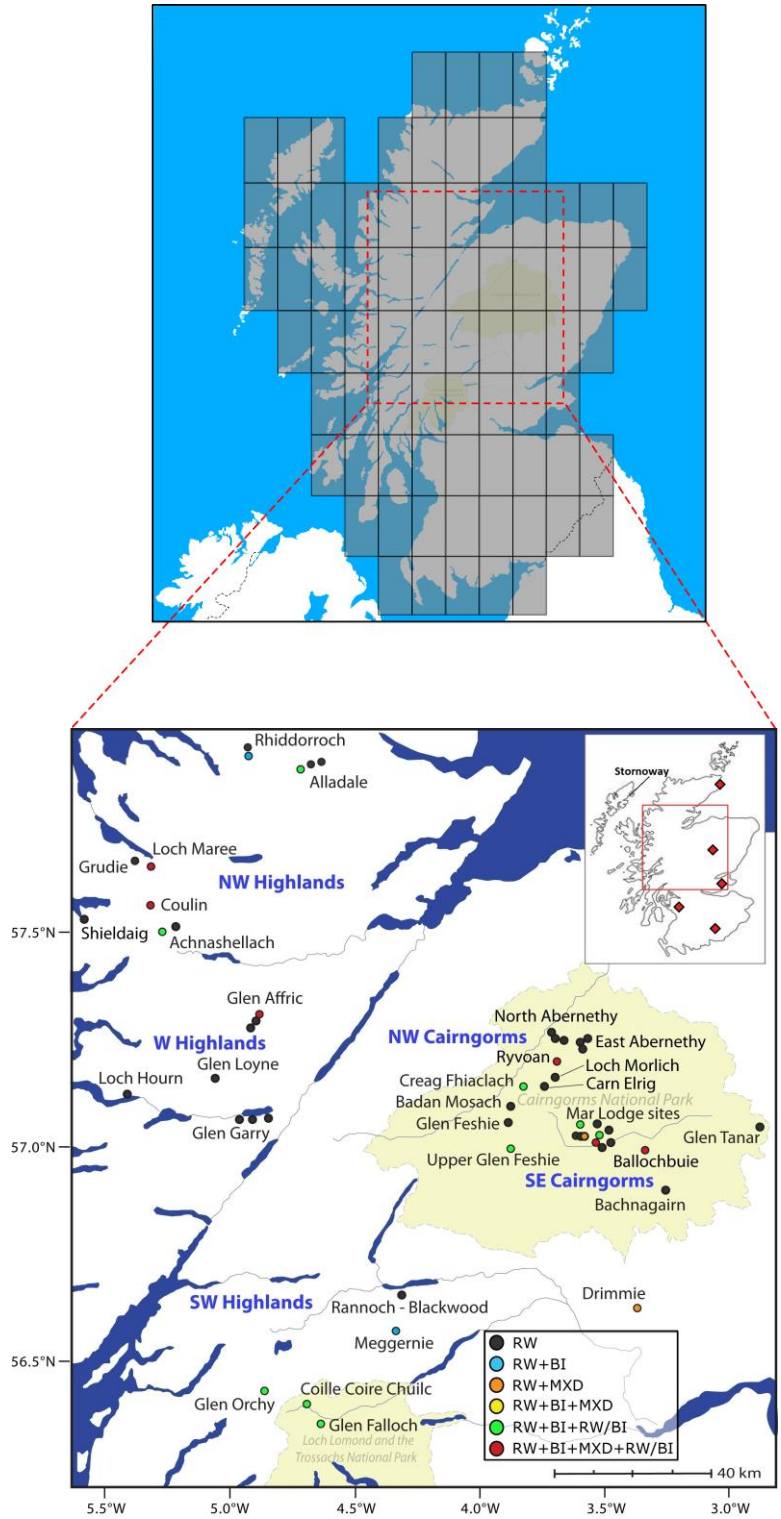 Stornoway
Rhiddorroch
Alladale
Loch Maree
Grudie
NW Highlands
Coulin
Shieldaig
Achnashellach
57.5°N
Glen Affric
W Highlands
Glen Loyne
Loch Hourn
Glen Garry
North Abernethy
NW Cairngorms
East Abernethy
Ryvoan
Loch Morlich
Creag Fhiaclach
Carn Elrig
Cairngorms National Park
Badan Mosach
Mar Lodge sites
Glen Feshie
Glen Tanar
57.0°N
Upper Glen Feshie
Ballochbuie
SE Cairngorms
Bachnagairn
SW Highlands
Rannoch - Blackwood
Drimmie
Meggernie
56.5°N
Glen Orchy
Coille Coire Chuilc
Glen Falloch
Loch Lomond and the
Trossachs National Park
RW
RW+BI
RW+MXD
RW+BI+MXD
RW+BI+RW/BI
RW+BI+MXD+RW/BI
40 km
5.5°W
5.0°W
4.5°W
4.0°W
3.5°W
3.0°W